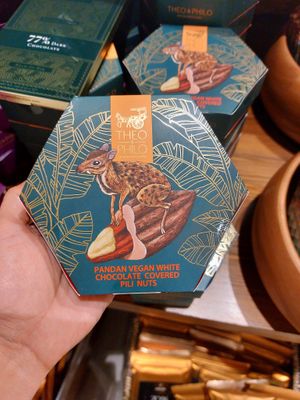 77% DARK
CHOCOLATE
THEO & PHILO
THEO
PHILO
PANDAN VEGAN WHITE
CHOCOLATE COVERED
PILI NUTS